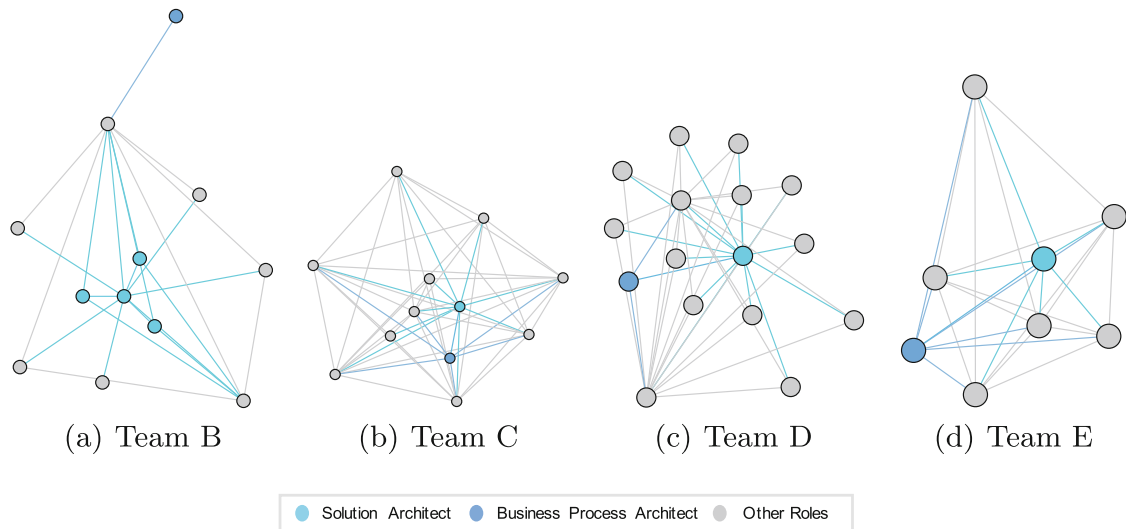 (a) Team B
(b) Team C
(c) Team D
(d) Team E
Solution Architect Business Process Architect Other Roles